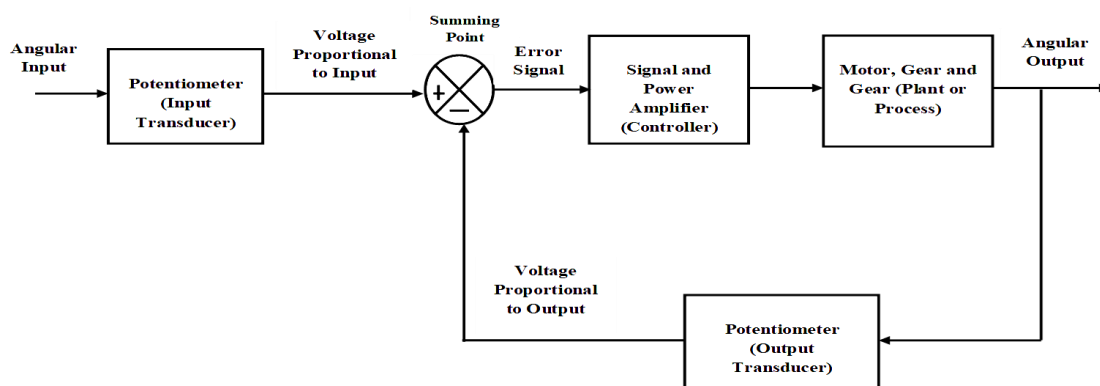 Angular
Input
Potentiometer
(Input
Transducer)
Voltage
Proportional
to Input
Summing
Point
+
−
Error
Signal
Signal and
Power
Amplifier
(Controller)
Motor, Gear and
Gear (Plant or
Process)
Angular
Output
Voltage
Proportional
to Output
Potentiometer
(Output
Transducer)